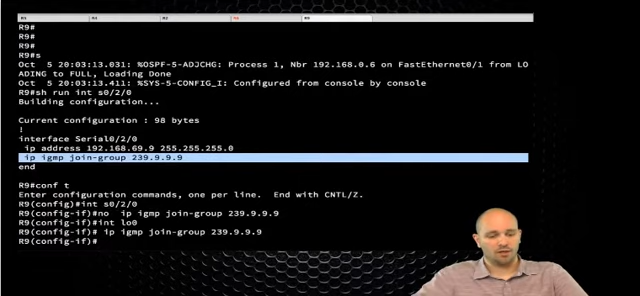 R9#
R9#
R9#
R9#s
Oct  5 20:03:13.031: %OSPF-5-ADJCHG: Process 1, Nbr 192.168.0.6 on FastEthernet0/1 from LO
ADING to FULL, Loading Done
Oct  5 20:03:13.411: %SYS-5-CONFIG_I: Configured from console by console
R9#sh run int s0/2/0
Building configuration...
Current configuration : 98 bytes
!
interface Serial0/2/0
 ip address 192.168.69.9 255.255.255.0
 ip igmp join-group 239.9.9.9
end
R9#conf t
Enter configuration commands, one per line.  End with CNTL/Z.
R9(config)#int s0/2/0
R9(config-if)#no  ip igmp join-group 239.9.9.9
R9(config-if)#int lo0
R9(config-if)# ip igmp join-group 239.9.9.9
R9(config-if)#